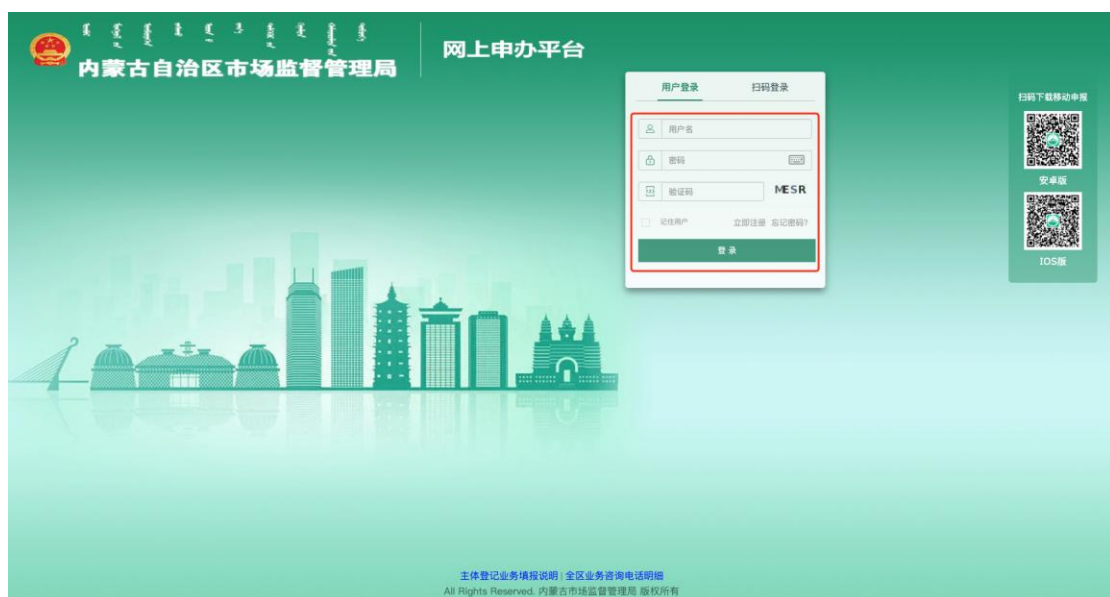 内蒙古自治区市场监督管理局
网上申办平台
用户登录 扫码登录
用户名
密码
验证码 MESR
记住用户 立即注册 忘记密码?
登录
扫码下载移动申报
安卓版
IOS版
主体登记业务填报说明 | 全区业务咨询电话明细
All Rights Reserved. 内蒙古市场监督管理局 版权所有